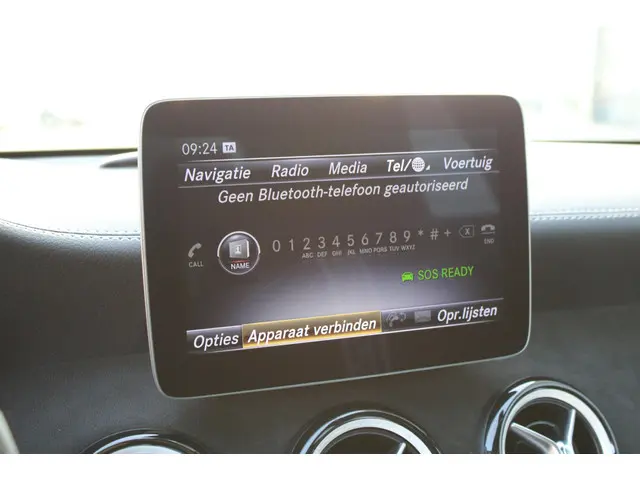 09:24 TA
Navigatie Radio Media Tel/ Voertuig
Geen Bluetooth-telefoon geautoriseerd
0 1 2 3 4 5 6 7 8 9 * # +
ABC DEF GHI JKL MNO PQRS TUV WXYZ
CALL NAME END
SOS READY
Opties Apparaat verbinden Opr.lijsten